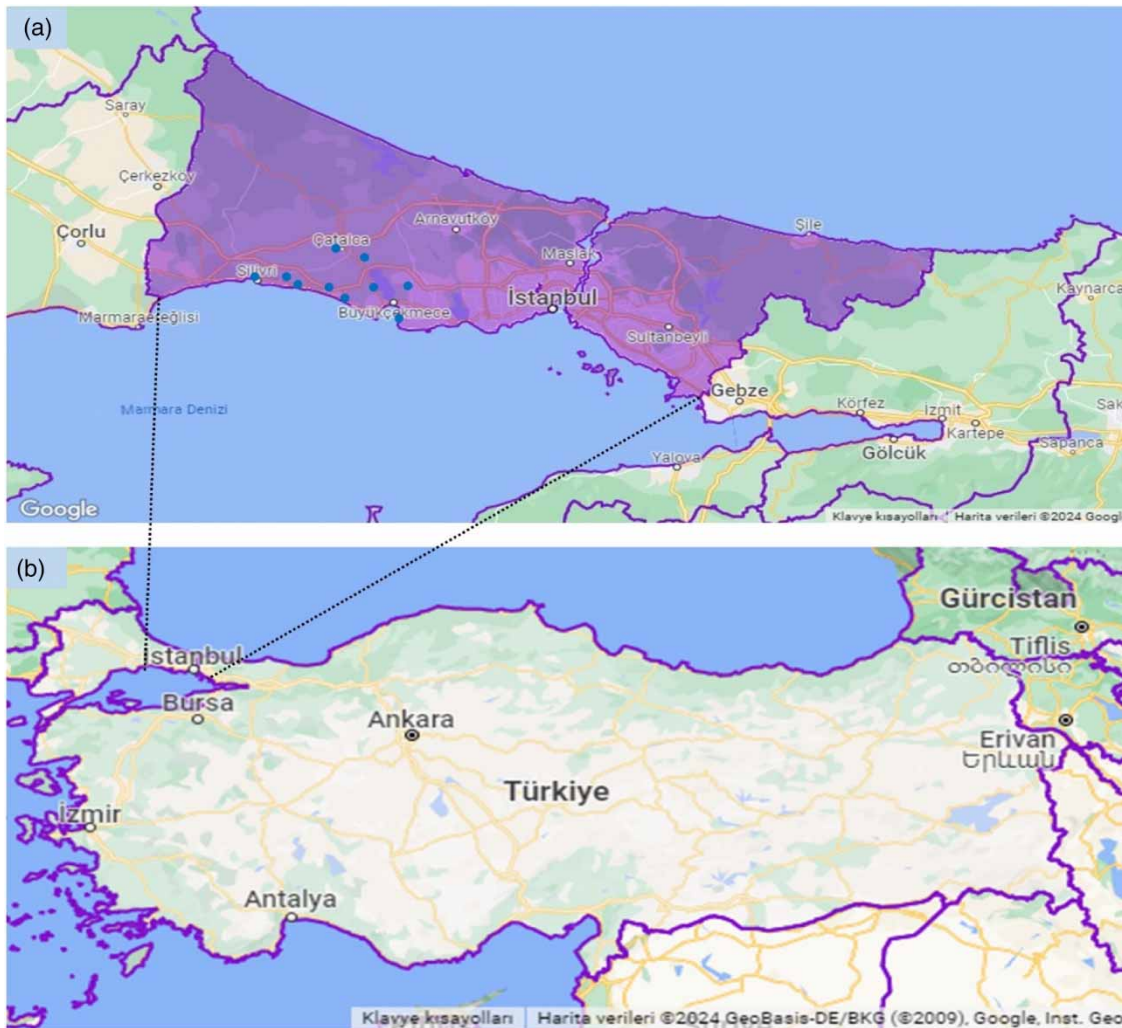 (a)
Saray
Çerkezköy
Çorlu
Arnavutköy
Şile
Çatalca
Maslak
Silivri
Kaynarca
İstanbul
Marmaraereğlisi
Büyükçekmece
Sultanbeyli
Gebze
Marmara Denizi
Körfez
İzmit
Sak
Kartepe
Gölcük
Sapanca
Yalova
Google
Klavye kısayolları Harita verileri ©2024 Google
(b)
Gürcistan
Tiflis
თბილისი
stanbul
Bursa
Ankara
Erivan
Երևան
Türkiye
İzmir
Antalya
Klavye kısayolları Harita verileri ©2024 GeoBasis-DE/BKG (©2009), Google, Inst. Geo